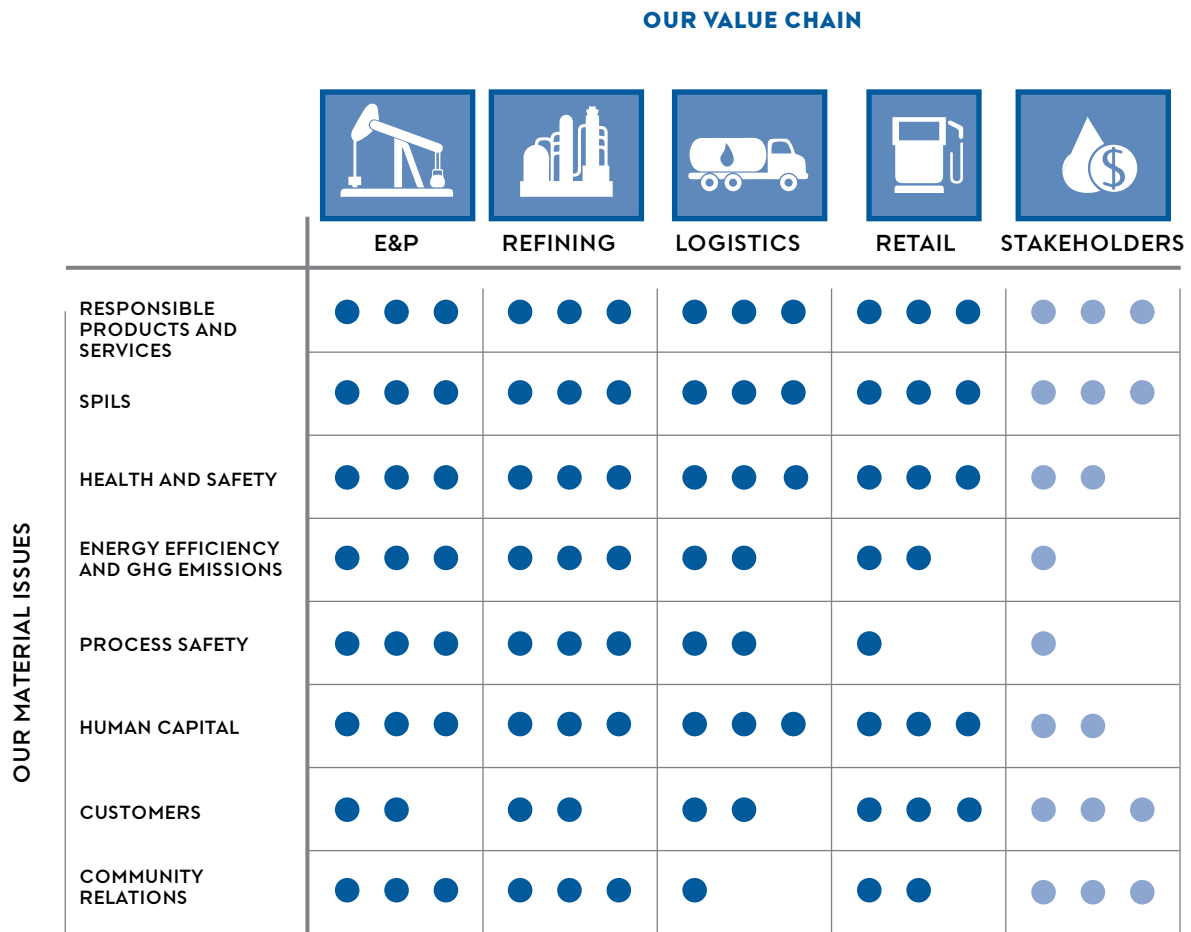 OUR VALUE CHAIN
E&P
REFINING
LOGISTICS
RETAIL
STAKEHOLDERS
OUR MATERIAL ISSUES
RESPONSIBLE
PRODUCTS AND
SERVICES
SPILS
HEALTH AND SAFETY
ENERGY EFFICIENCY
AND GHG EMISSIONS
PROCESS SAFETY
HUMAN CAPITAL
CUSTOMERS
COMMUNITY
RELATIONS
$